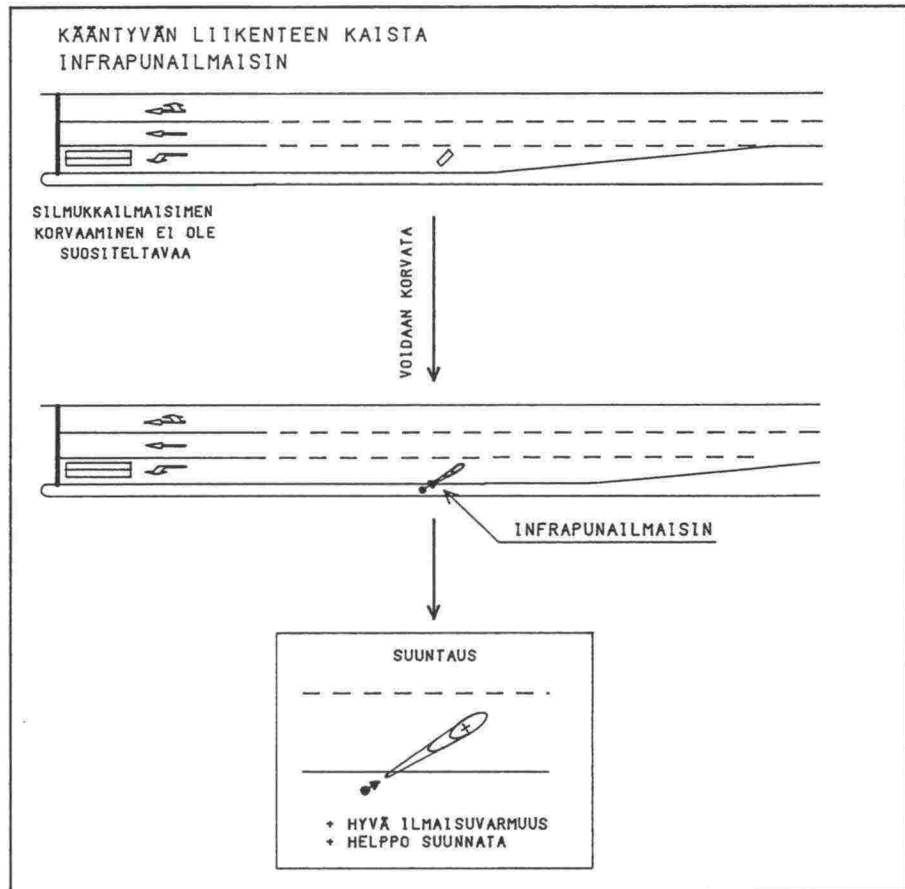 KÄÄNTYVÄN LIIKENTEEN KAISTA
INFRAPUNAILMAISIN
SILMUKKAILMAISIMEN
KORVAAMINEN EI OLE
SUOSITELTAVAA
VOIDAAN KORVATA
INFRAPUNAILMAISIN
SUUNTAUS
+ HYVÄ ILMAISUVARMUUS
+ HELPPO SUUNNATA